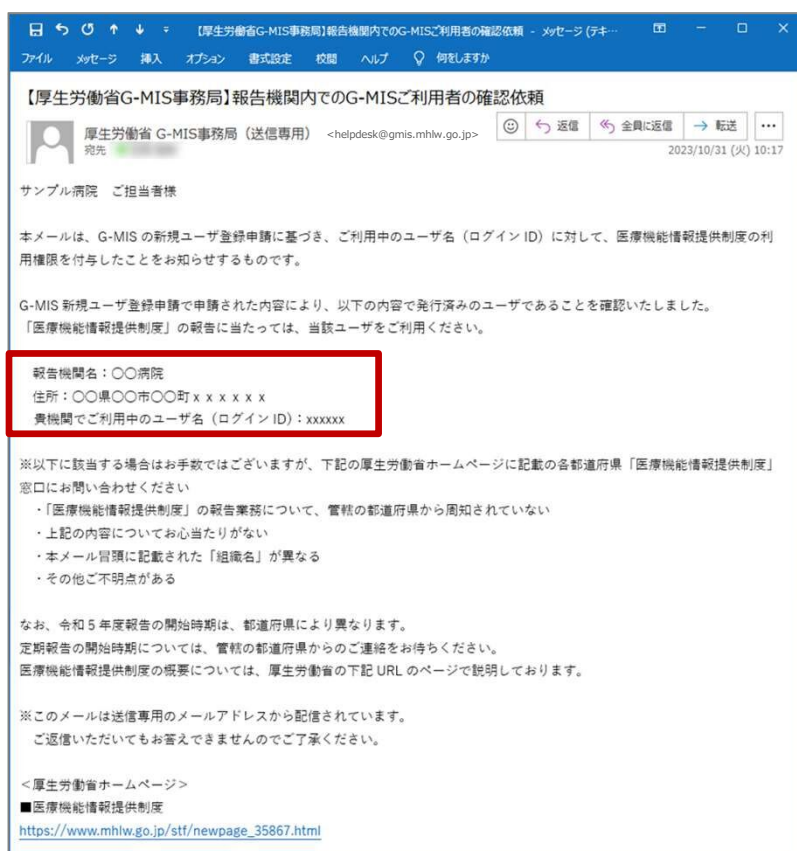 【厚生労働省G-MIS事務局】報告機関内でのG-MISご利用者の確認依頼 - メッセージ (テキ…
ファイル メッセージ 挿入 オプション 書式設定 校閲 ヘルプ 何をしますか
【厚生労働省G-MIS事務局】報告機関内でのG-MISご利用者の確認依頼
厚生労働省 G-MIS事務局（送信専用） <helpdesk@gmis.mhlw.go.jp>
返信 全員に返信 転送 …
宛先
2023/10/31 (火) 10:17
サンプル病院 ご担当者様
本メールは、G-MIS の新規ユーザ登録申請に基づき、ご利用中のユーザ名（ログイン ID）に対して、医療機能情報提供制度の利
用権限を付与したことをお知らせするものです。
G-MIS 新規ユーザ登録申請で申請された内容により、以下の内容で発行済みのユーザであることを確認いたしました。
「医療機能情報提供制度」の報告に当たっては、当該ユーザをご利用ください。
報告機関名：〇〇病院
住所：〇〇県〇〇市〇〇町ｘｘｘｘｘｘ
貴機関でご利用中のユーザ名（ログイン ID）：xxxxxx
※以下に該当する場合はお手数ではございますが、下記の厚生労働省ホームページに記載の各都道府県「医療機能情報提供制度」
窓口にお問い合わせください
・「医療機能情報提供制度」の報告業務について、管轄の都道府県から周知されていない
・上記の内容についてお心当たりがない
・本メール冒頭に記載された「組織名」が異なる
・その他ご不明点がある
なお、令和５年度報告の開始時期は、都道府県により異なります。
定期報告の開始時期については、管轄の都道府県からのご連絡をお待ちください。
医療機能情報提供制度の概要については、厚生労働省の下記 URL のページで説明しております。
※このメールは送信専用のメールアドレスから配信されています。
ご返信いただいてもお答えできませんのでご了承ください。
＜厚生労働省ホームページ＞
■医療機能情報提供制度
https://www.mhlw.go.jp/stf/newpage_35867.html